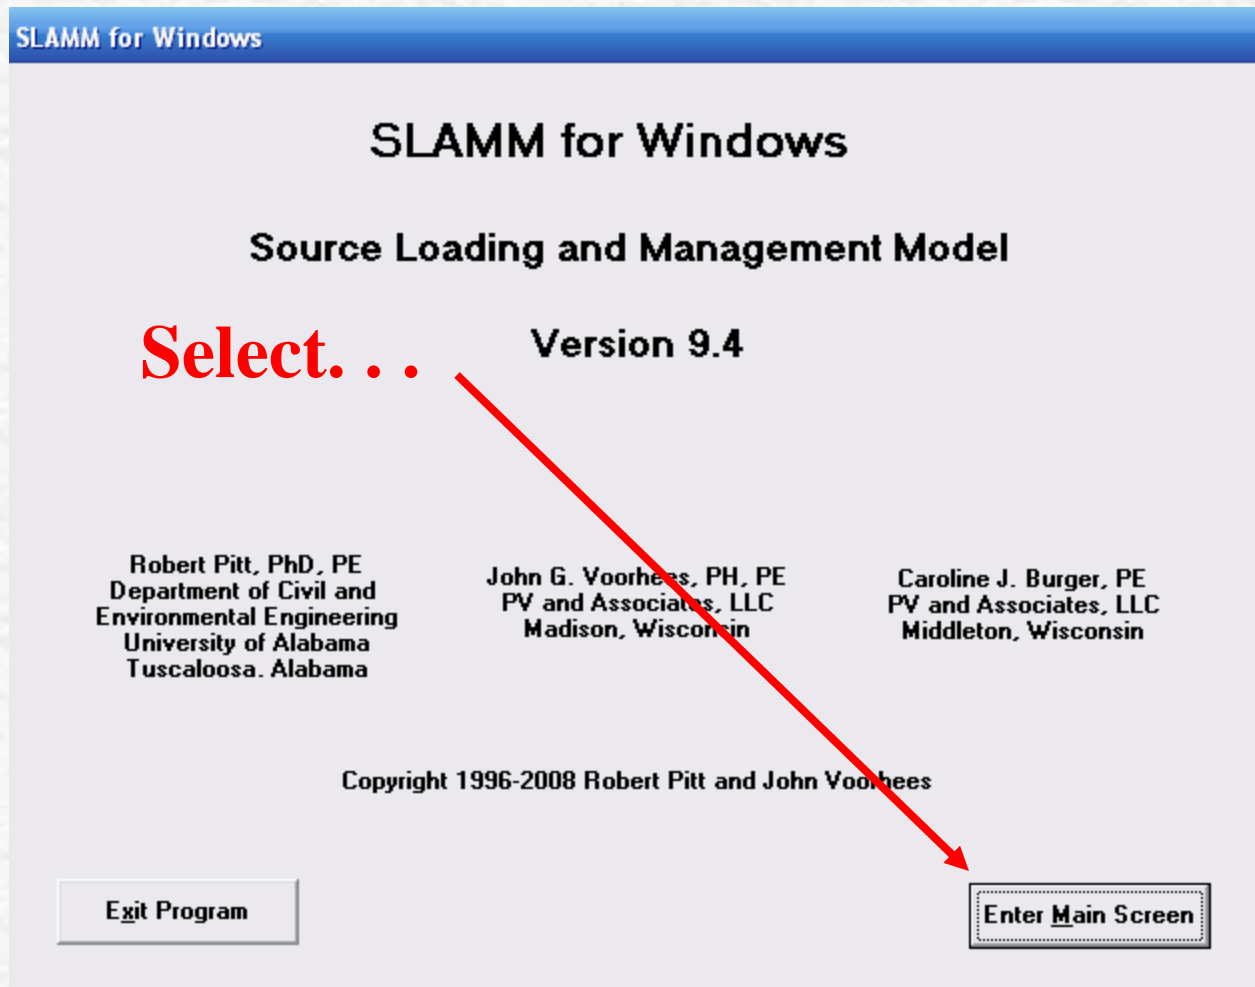 SLAMM for Windows
SLAMM for Windows
Source Loading and Management Model
Select. . .
Version 9.4
Robert Pitt, PhD, PE
Department of Civil and
Environmental Engineering
University of Alabama
Tuscaloosa. Alabama
John G. Voorhees, PH, PE
PV and Associates, LLC
Madison, Wisconsin
Caroline J. Burger, PE
PV and Associates, LLC
Middleton, Wisconsin
Copyright 1996-2008 Robert Pitt and John Voorhees
Exit Program
Enter Main Screen